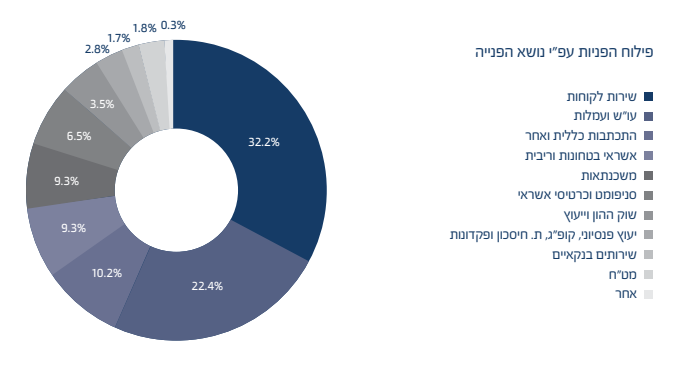 פילוח הפניות עפ״י נושא הפנייה
שירות לקוחות
עו״ש ועמלות
התכתבות כללית ואחר
אשראי בטחונות וריבית
משכנתאות
סניפומט וכרטיסי אשראי
שוק ההון וייעוץ
יעוץ פנסיוני, קופ״ג, ת. חיסכון ופקדונות
שירותים בנקאיים
מט״ח
אחר
32.2%
22.4%
10.2%
9.3%
9.3%
6.5%
3.5%
2.8%
1.7%
1.8%
0.3%